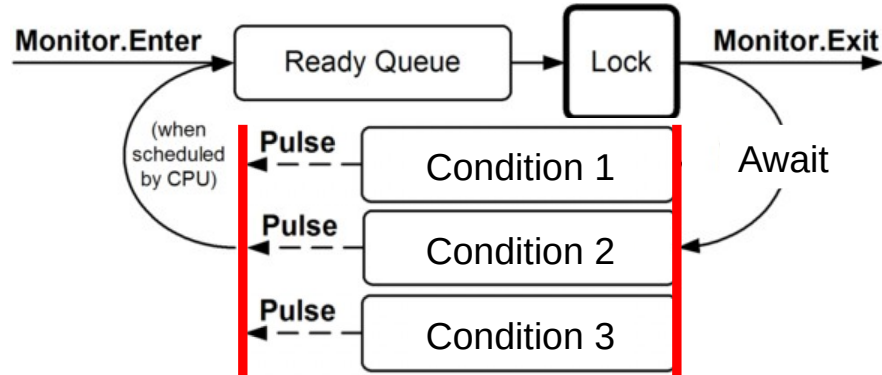 Monitor.Enter
Ready Queue
Lock
Monitor.Exit
(when
scheduled
by CPU)
Pulse
Condition 1
Await
Pulse
Condition 2
Pulse
Condition 3